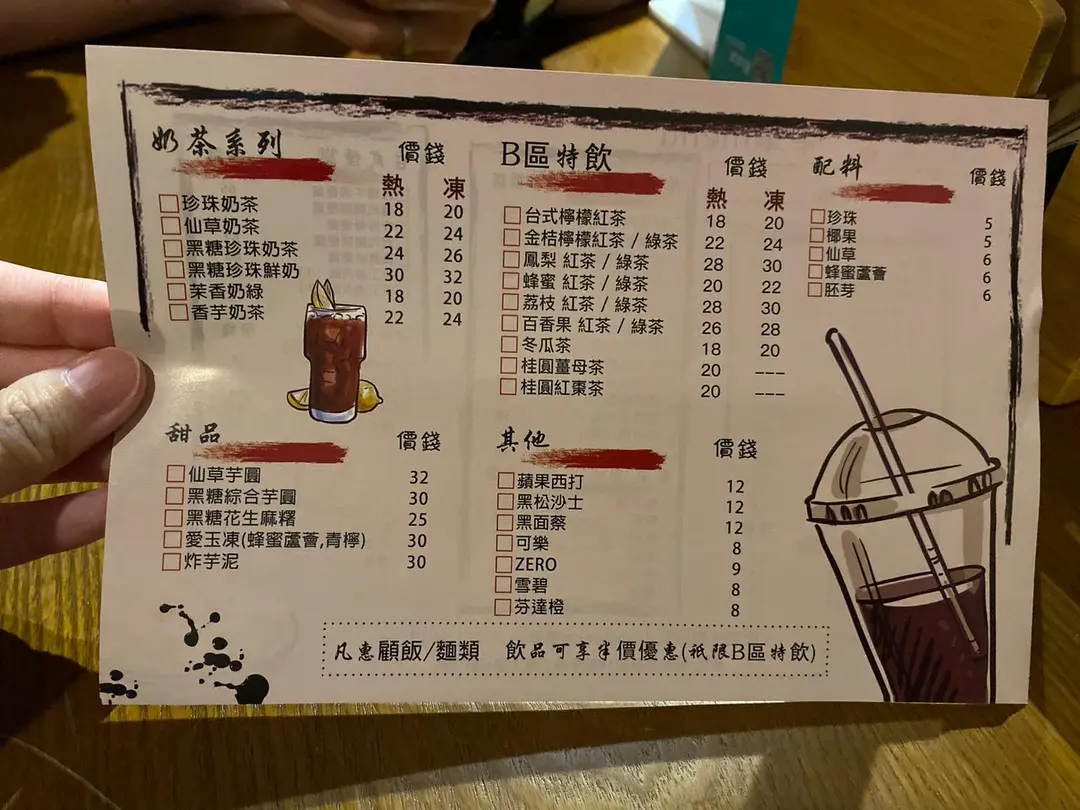 奶茶系列 價錢
熱 凍
珍珠奶茶 18 20
仙草奶茶 22 24
黑糖珍珠奶茶 24 26
黑糖珍珠鮮奶 30 32
茉香奶綠 18 20
香芋奶茶 22 24
B區特飲 價錢
熱 凍
台式檸檬紅茶 18 20
金桔檸檬紅茶 / 綠茶 22 24
鳳梨 紅茶 / 綠茶 28 30
蜂蜜 紅茶 / 綠茶 20 22
荔枝 紅茶 / 綠茶 28 30
百香果 紅茶 / 綠茶 26 28
冬瓜茶 18 20
桂圓薑母茶 20 ---
桂圓紅棗茶 20 ---
配料 價錢
珍珠 5
椰果 5
仙草 6
蜂蜜蘆薈 6
胚芽 6
甜品 價錢
仙草芋圓 32
黑糖綜合芋圓 30
黑糖花生麻糬 25
愛玉凍(蜂蜜蘆薈,青檸) 30
炸芋泥 30
其他 價錢
蘋果西打 12
黑松沙士 12
黑面蔡 12
可樂 8
ZERO 9
雪碧 8
芬達橙 8
凡惠顧飯/麵類 飲品可享半價優惠(祇限B區特飲)